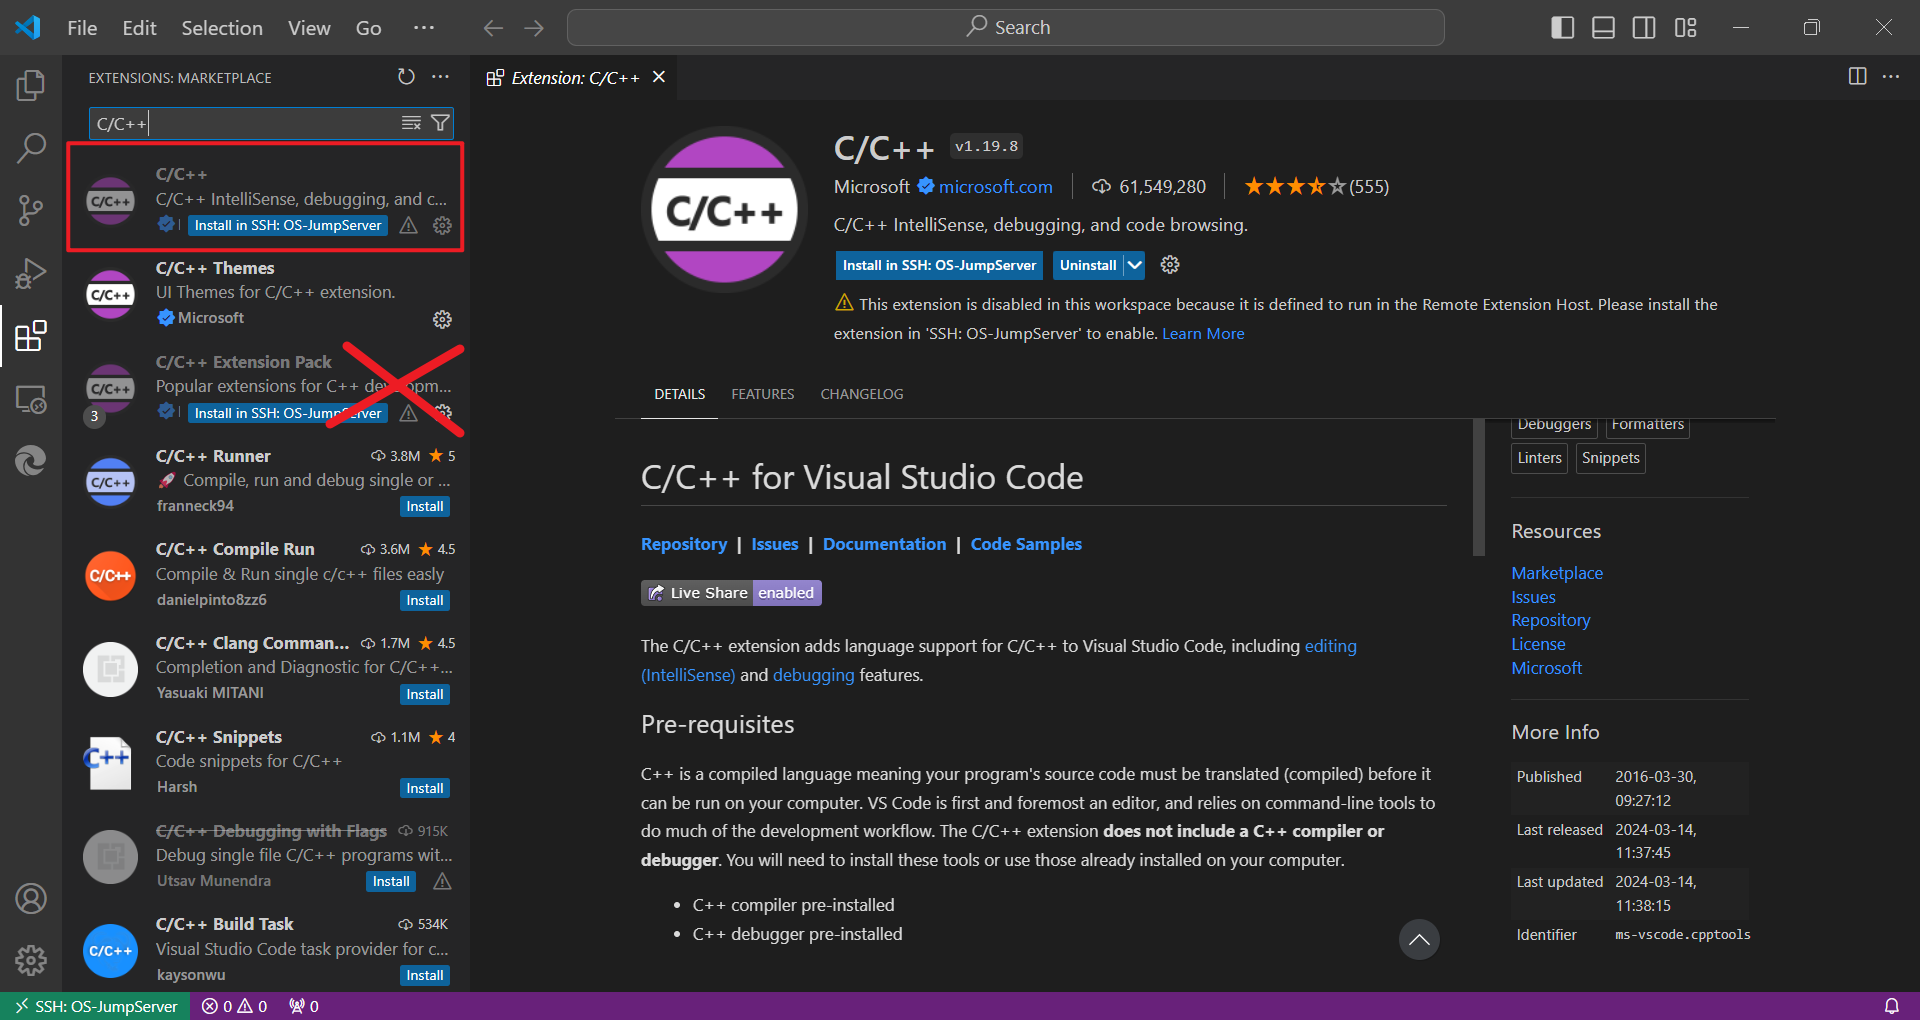 File Edit Selection View Go ···
Search
EXTENSIONS: MARKETPLACE
C/C++
C/C++
C/C++
C/C++ IntelliSense, debugging, and c...
Install in SSH: OS-JumpServer
C/C++
C/C++ Themes
UI Themes for C/C++ extension.
Microsoft
C/C++
C/C++ Extension Pack
Popular extensions for C++ developm...
3
Install in SSH: OS-JumpServer
C/C++
C/C++ Runner 3.8M ★ 5
🚀 Compile, run and debug single or ...
franneck94 Install
C/C++
C/C++ Compile Run 3.6M ★ 4.5
Compile & Run single c/c++ files easly
danielpinto8zz6 Install
C/C++ Clang Comman... 1.7M ★ 4.5
Completion and Diagnostic for C/C++...
Yasuaki MITANI Install
C++
C/C++ Snippets 1.1M ★ 4
Code snippets for C/C++
Harsh Install
C/C++ Debugging with Flags 915K
Debug single file C/C++ programs wit...
Utsav Munendra Install
C/C++
C/C++ Build Task 534K
Visual Studio Code task provider for c...
kaysonwu Install
Extension: C/C++
C/C++
C/C++ v1.19.8
Microsoft microsoft.com 61,549,280 (555)
C/C++ IntelliSense, debugging, and code browsing.
Install in SSH: OS-JumpServer Uninstall
This extension is disabled in this workspace because it is defined to run in the Remote Extension Host. Please install the
extension in 'SSH: OS-JumpServer' to enable. Learn More
DETAILS FEATURES CHANGELOG
C/C++ for Visual Studio Code
Repository | Issues | Documentation | Code Samples
Live Share enabled
The C/C++ extension adds language support for C/C++ to Visual Studio Code, including editing
(IntelliSense) and debugging features.
Pre-requisites
C++ is a compiled language meaning your program's source code must be translated (compiled) before it
can be run on your computer. VS Code is first and foremost an editor, and relies on command-line tools to
do much of the development workflow. The C/C++ extension does not include a C++ compiler or
debugger. You will need to install these tools or use those already installed on your computer.
• C++ compiler pre-installed
• C++ debugger pre-installed
Debuggers Formatters
Linters Snippets
Resources
Marketplace
Issues
Repository
License
Microsoft
More Info
Published 2016-03-30,
09:27:12
Last released 2024-03-14,
11:37:45
Last updated 2024-03-14,
11:38:15
Identifier ms-vscode.cpptools
SSH: OS-JumpServer 0 0 0